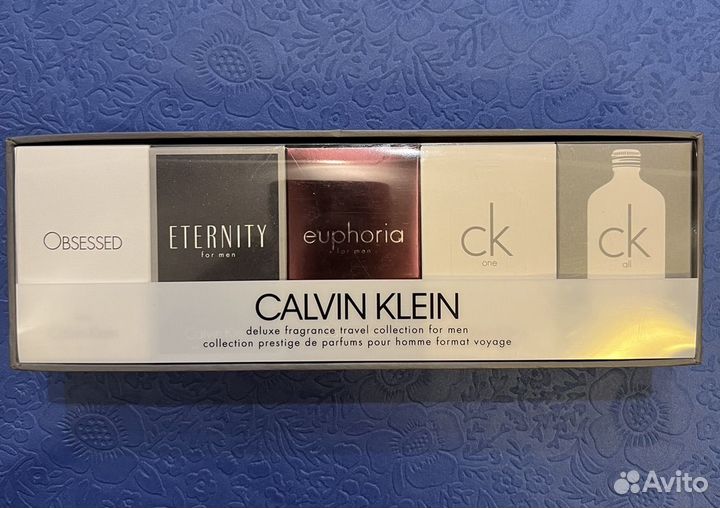 OBSESSED
ETERNITY
for men
euphoria
for men
ck
one
ck
all
CALVIN KLEIN
deluxe fragrance travel collection for men
collection prestige de parfums pour homme format voyage
Avito